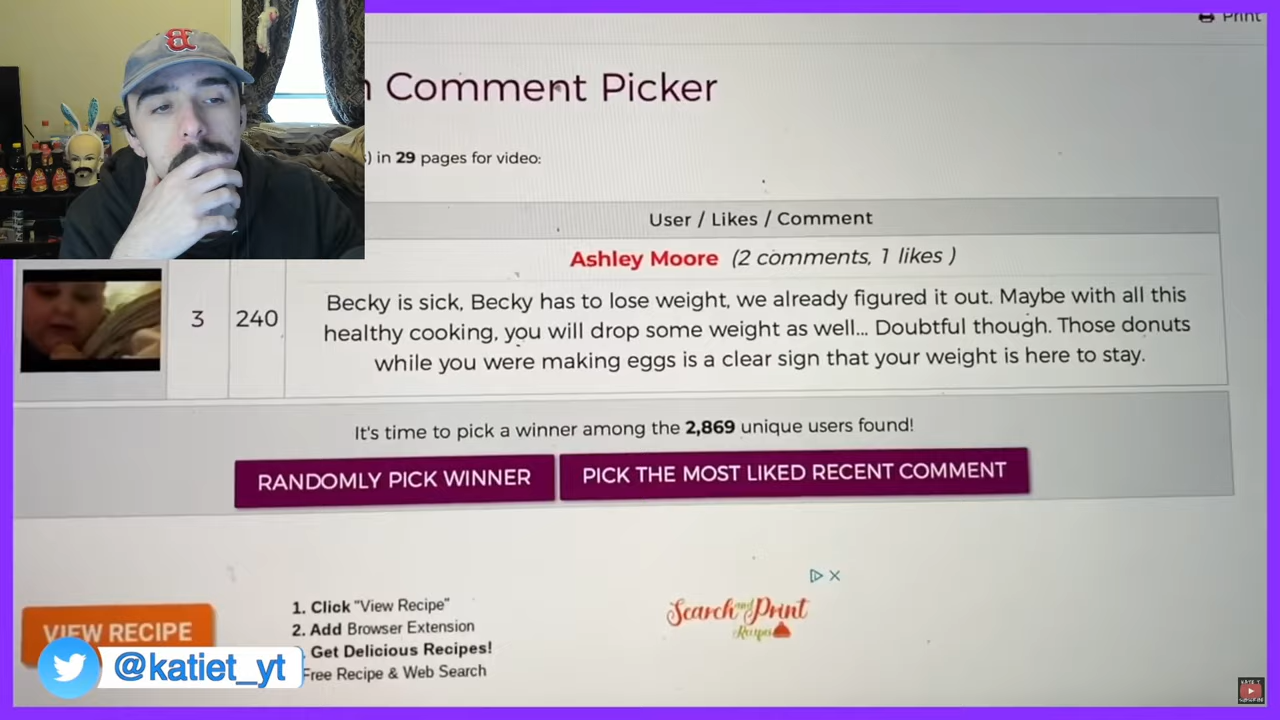 Print
n Comment Picker
) in 29 pages for video:
User / Likes / Comment
Ashley Moore (2 comments, 1 likes )
3
240
Becky is sick, Becky has to lose weight, we already figured it out. Maybe with all this
healthy cooking, you will drop some weight as well... Doubtful though. Those donuts
while you were making eggs is a clear sign that your weight is here to stay.
It's time to pick a winner among the 2,869 unique users found!
RANDOMLY PICK WINNER
PICK THE MOST LIKED RECENT COMMENT
VIEW RECIPE
1. Click "View Recipe"
2. Add Browser Extension
. Get Delicious Recipes!
Free Recipe & Web Search
Search and Print
Recipes
@katiet_yt